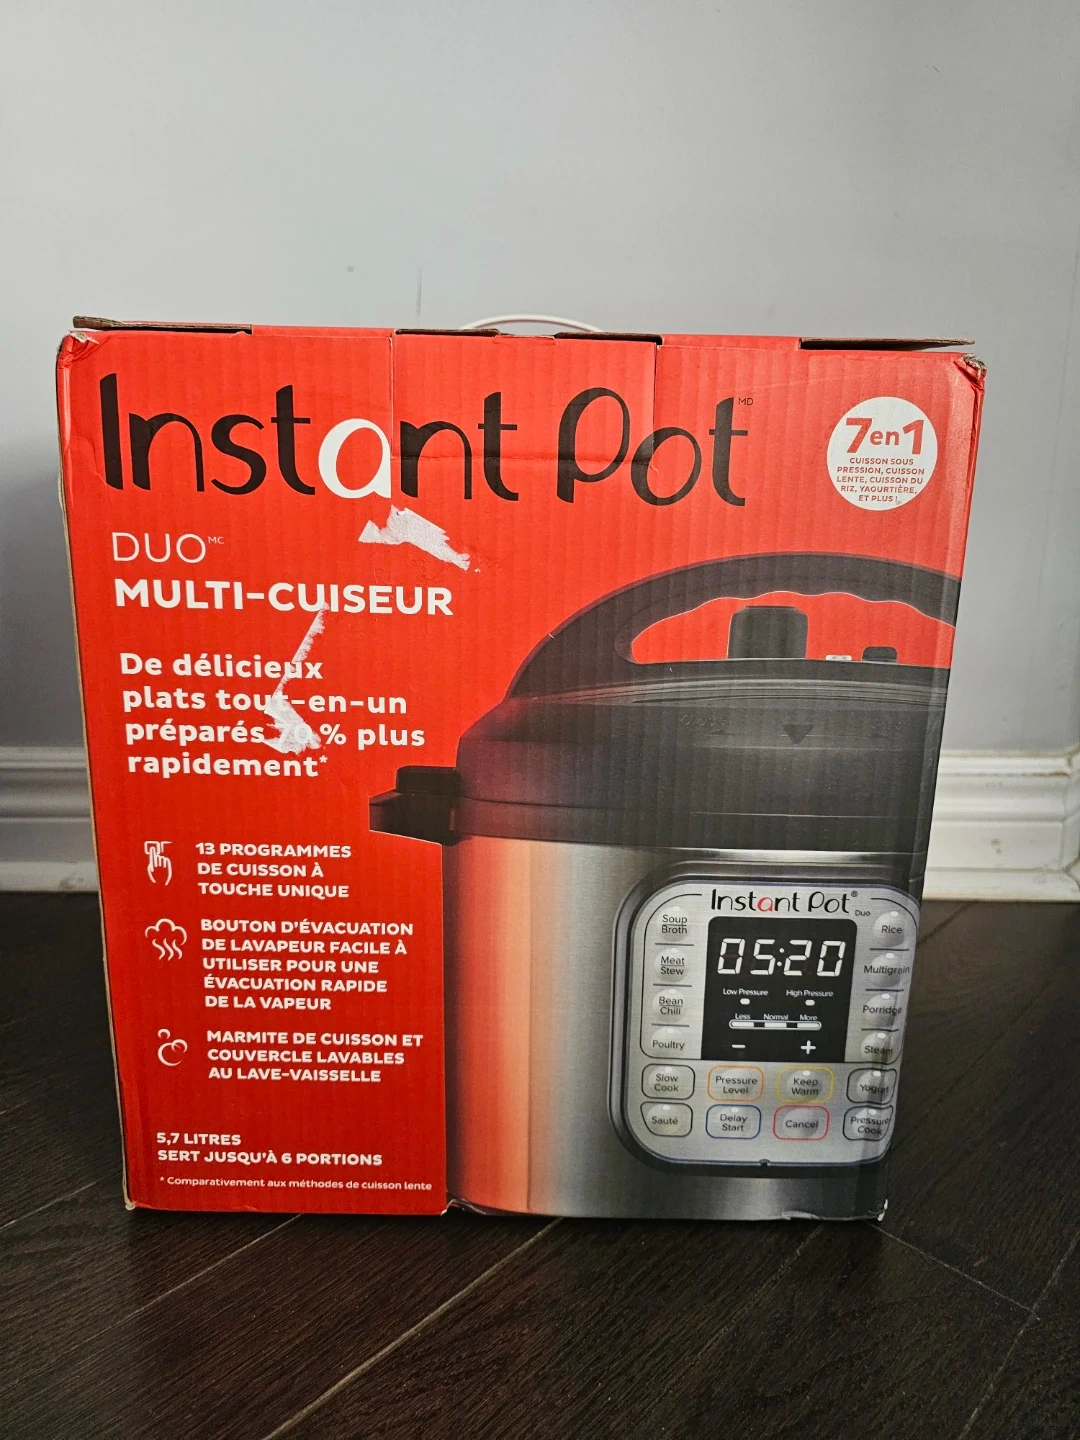 Instant Pot MD
7en1
CUISSON SOUS
PRESSION, CUISSON
LENTE, CUISSON DU
RIZ, YAOURTIÈRE,
ET PLUS !
DUO MC
MULTI-CUISEUR
De délicieux
plats tout-en-un
préparés 70 % plus
rapidement*
13 PROGRAMMES
DE CUISSON À
TOUCHE UNIQUE
BOUTON D'ÉVACUATION
DE LAVAPEUR FACILE À
UTILISER POUR UNE
ÉVACUATION RAPIDE
DE LA VAPEUR
MARMITE DE CUISSON ET
COUVERCLE LAVABLES
AU LAVE-VAISSELLE
5,7 LITRES
SERT JUSQU'À 6 PORTIONS
* Comparativement aux méthodes de cuisson lente
Instant Pot® Duo
Soup
Broth
Meat
Stew
Bean
Chili
Poultry
Slow
Cook
Sauté
05:20
Low Pressure High Pressure
Less Normal More
− +
Pressure
Level
Keep
Warm
Delay
Start
Cancel
Rice
Multigrain
Porridge
Steam
Yogurt
Pressure
Cook